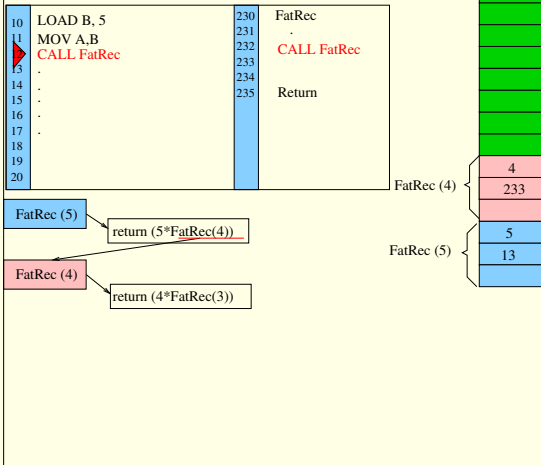 10 LOAD B, 5
11 MOV A,B
CALL FatRec
13 .
14 .
15 .
16 .
17 .
18
19
20
230 FatRec
231 .
232 CALL FatRec
233
234
235 Return
4
FatRec (4) 233
5
FatRec (5) 13
FatRec (5)
return (5*FatRec(4))
FatRec (4)
return (4*FatRec(3))